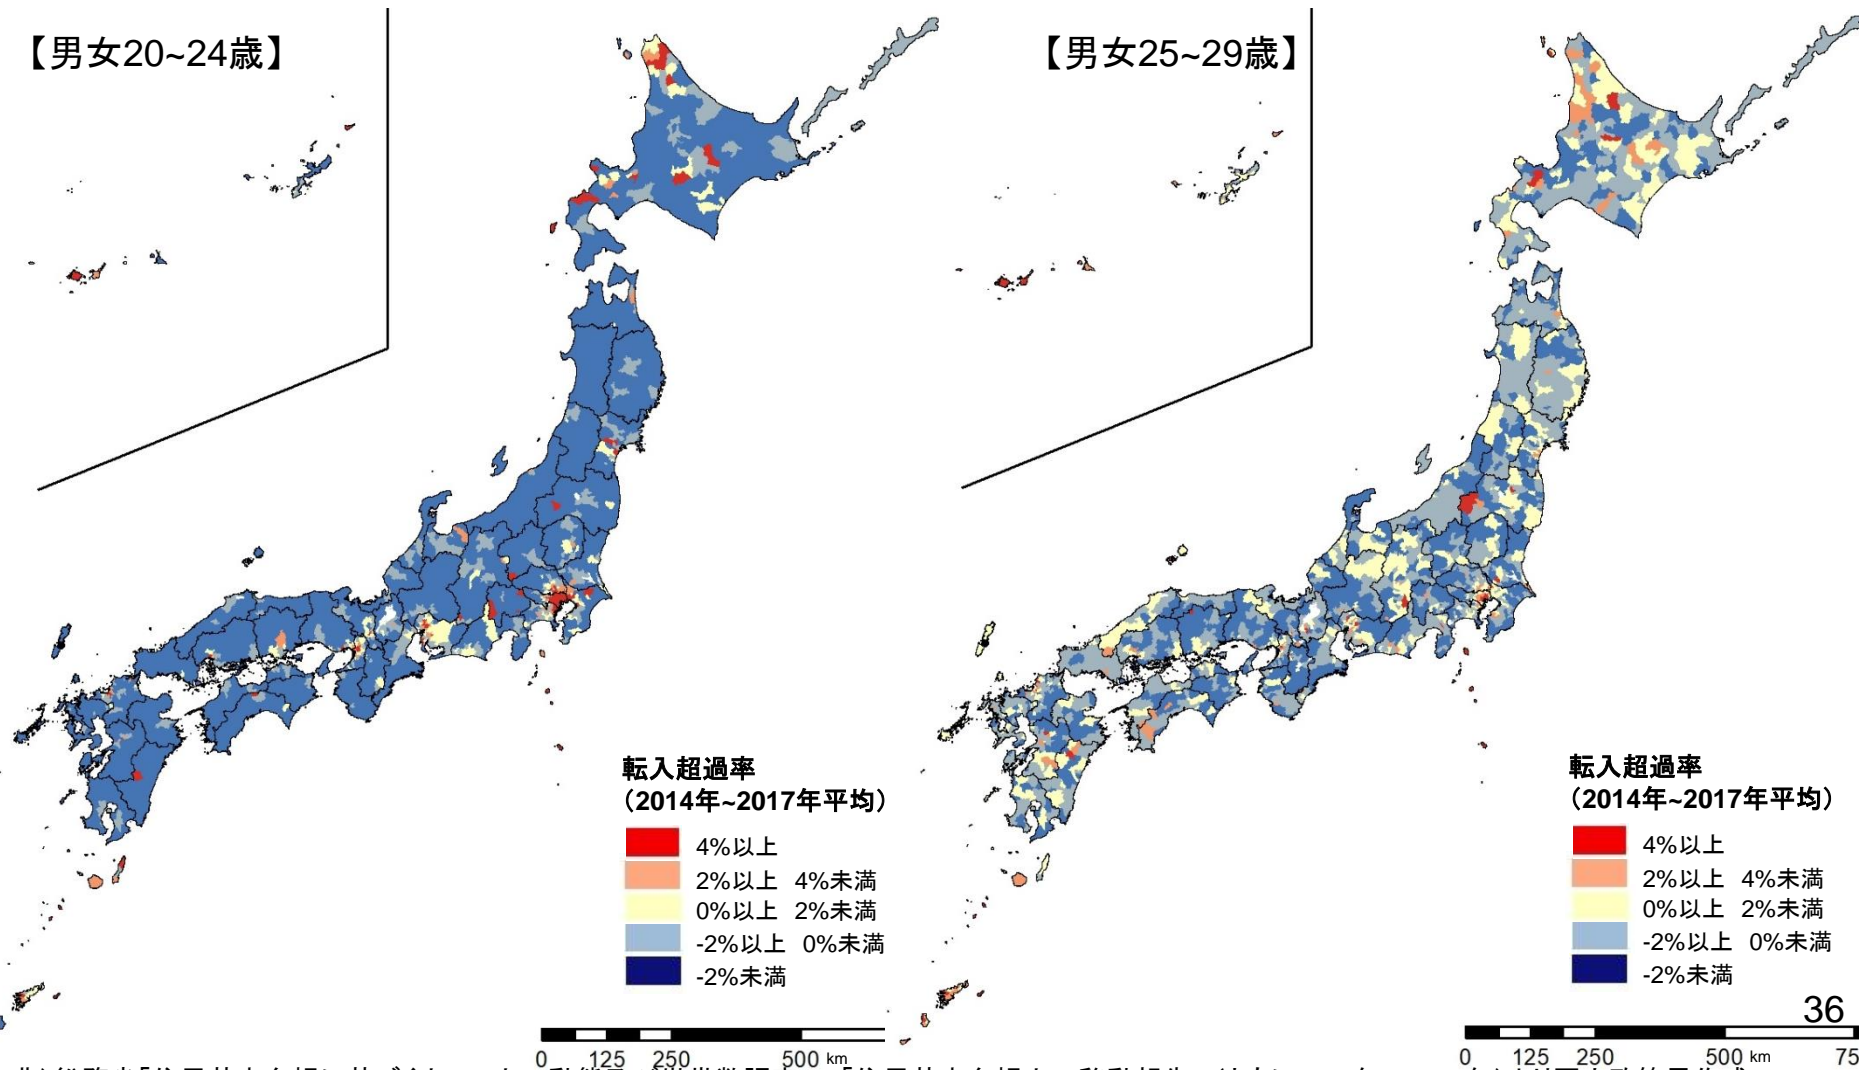 【男女20~24歳】
転入超過率
（2014年~2017年平均）
4%以上
2%以上 4%未満
0%以上 2%未満
-2%以上 0%未満
-2%未満
0 125 250 500 km
【男女25~29歳】
転入超過率
（2014年~2017年平均）
4%以上
2%以上 4%未満
0%以上 2%未満
-2%以上 0%未満
-2%未満
36
0 125 250 500 km 75